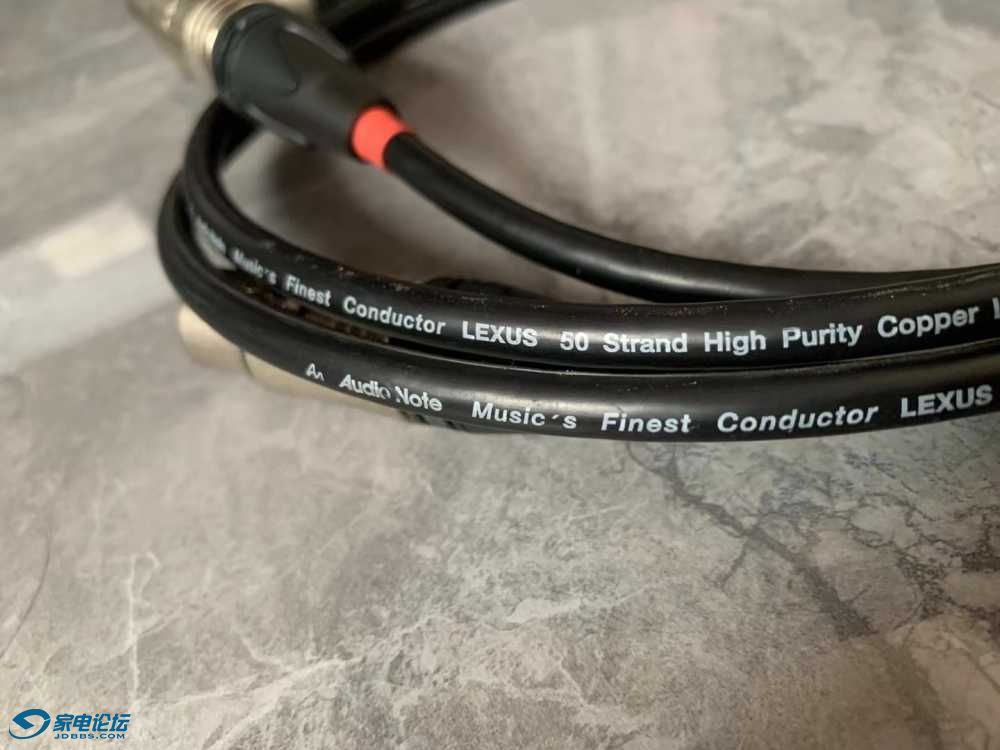 Music´s Finest Conductor LEXUS 50 Strand High Purity Copper
An Audio Note Music´s Finest Conductor LEXUS
家电论坛
JDBBS.COM